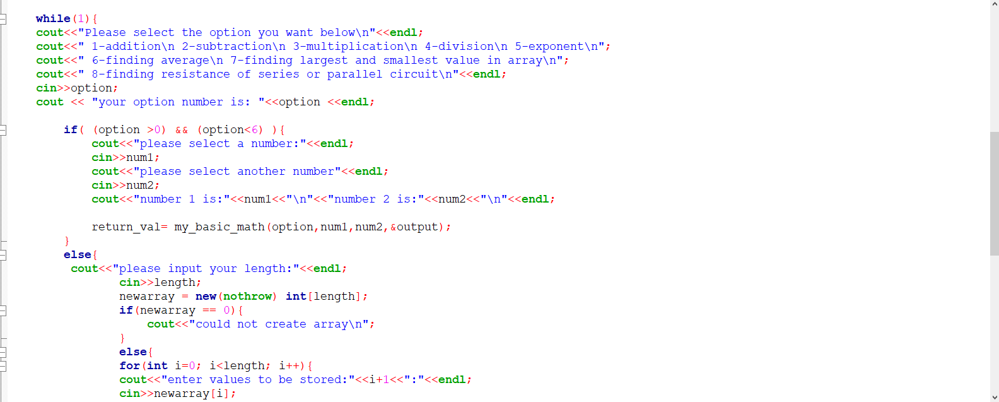 while(1){
cout<<"Please select the option you want below\n"<<endl;
cout<<" 1-addition\n 2-subtraction\n 3-multiplication\n 4-division\n 5-exponent\n";
cout<<" 6-finding average\n 7-finding largest and smallest value in array\n";
cout<<" 8-finding resistance of series or parallel circuit\n"<<endl;
cin>>option;
cout << "your option number is: "<<option <<endl;
if( (option >0) && (option<6) ){
cout<<"please select a number:"<<endl;
cin>>num1;
cout<<"please select another number"<<endl;
cin>>num2;
cout<<"number 1 is:"<<num1<<"\n"<<"number 2 is:"<<num2<<"\n"<<endl;
return_val= my_basic_math(option,num1,num2,&output);
}
else{
cout<<"please input your length:"<<endl;
cin>>length;
newarray = new(nothrow) int[length];
if(newarray == 0){
cout<<"could not create array\n";
}
else{
for(int i=0; i<length; i++){
cout<<"enter values to be stored:"<<i+1<<":"<<endl;
cin>>newarray[i];